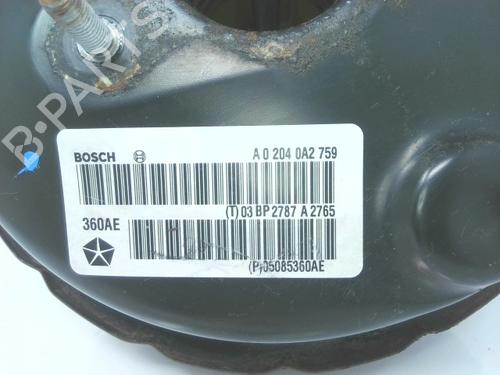 B-PARTS
BOSCH A 0 204 0A2 759
(T) 03 BP 2787 A 2765
360AE
(P)05085360AE